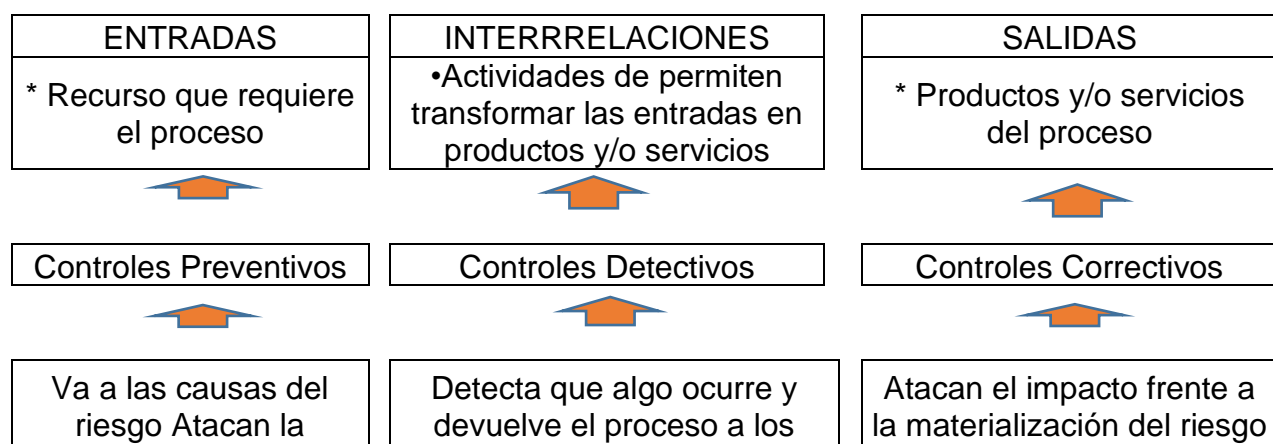 ENTRADAS
* Recurso que requiere
el proceso
INTERRRELACIONES
•Actividades de permiten
transformar las entradas en
productos y/o servicios
SALIDAS
* Productos y/o servicios
del proceso
Controles Preventivos
Controles Detectivos
Controles Correctivos
Va a las causas del
riesgo Atacan la
Detecta que algo ocurre y
devuelve el proceso a los
Atacan el impacto frente a
la materialización del riesgo